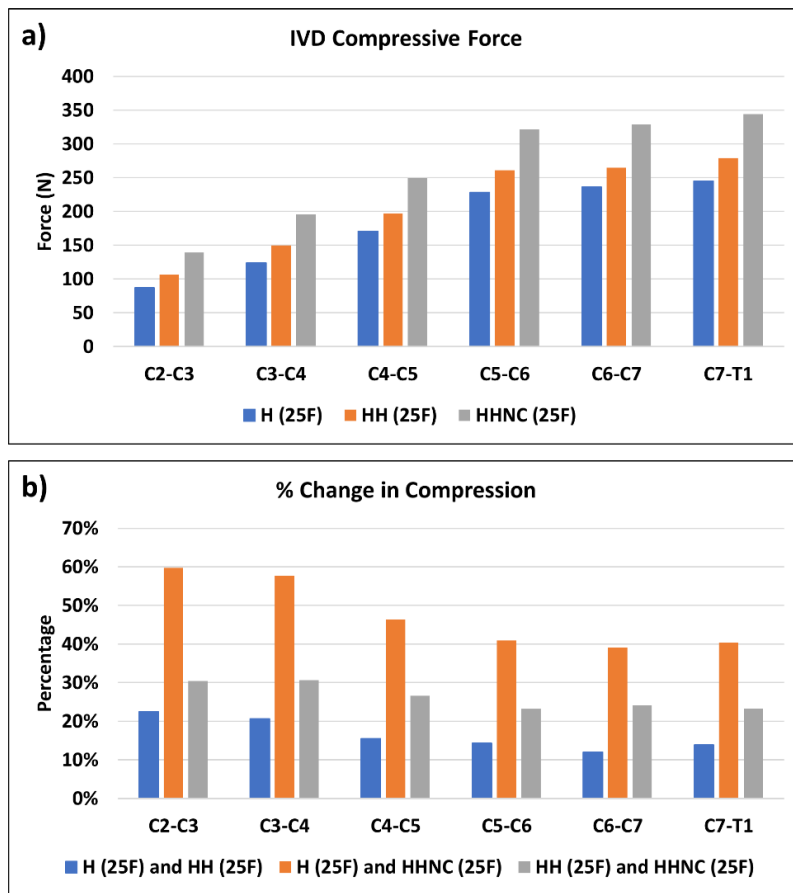 a)
IVD Compressive Force
400
350
300
250
200
150
100
50
0
Force (N)
C2-C3 C3-C4 C4-C5 C5-C6 C6-C7 C7-T1
H (25F) HH (25F) HHNC (25F)
b)
% Change in Compression
70%
60%
50%
40%
30%
20%
10%
0%
Percentage
C2-C3 C3-C4 C4-C5 C5-C6 C6-C7 C7-T1
H (25F) and HH (25F) H (25F) and HHNC (25F) HH (25F) and HHNC (25F)